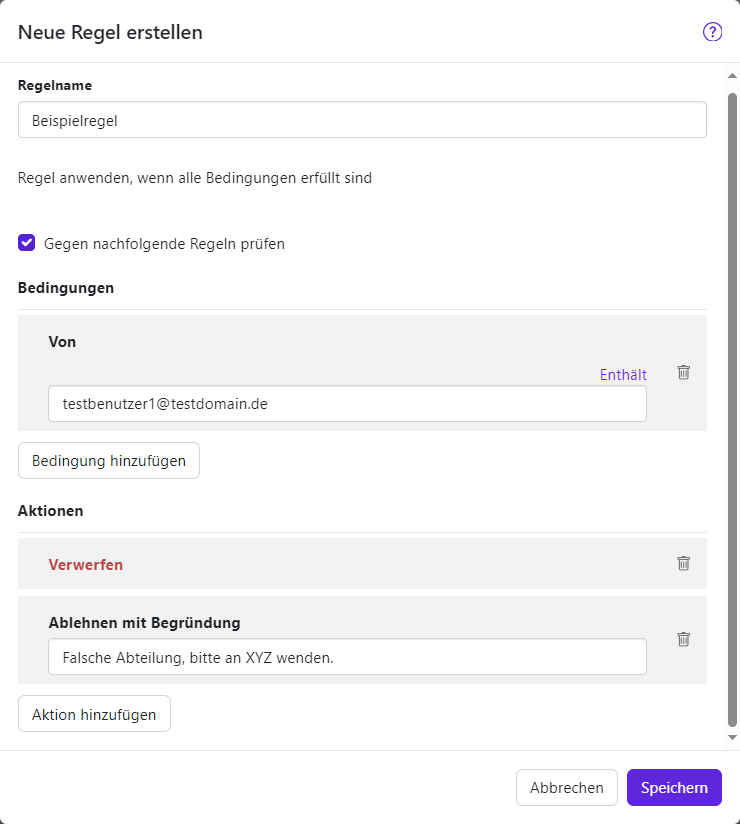 Neue Regel erstellen
?
Regelname
Beispielregel
Regel anwenden, wenn alle Bedingungen erfüllt sind
Gegen nachfolgende Regeln prüfen
Bedingungen
Von
Enthält
testbenutzer1@testdomain.de
Bedingung hinzufügen
Aktionen
Verwerfen
Ablehnen mit Begründung
Falsche Abteilung, bitte an XYZ wenden.
Aktion hinzufügen
Abbrechen Speichern